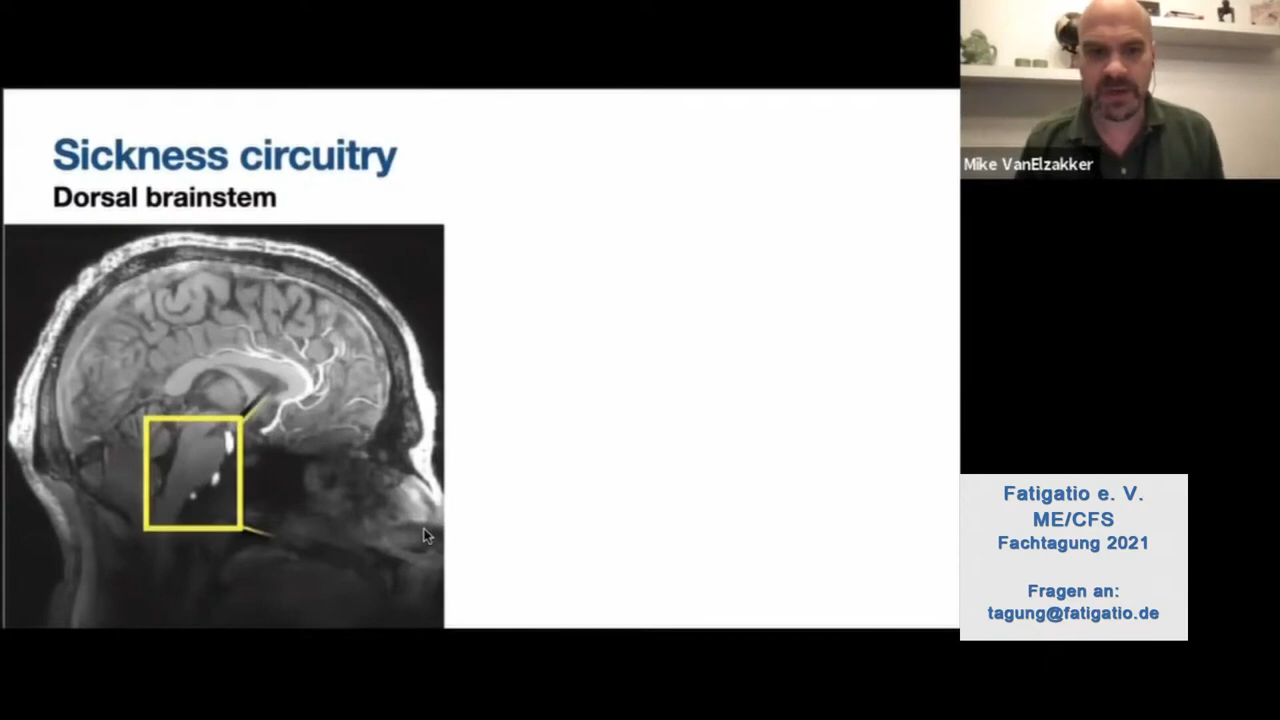 Sickness circuitry
Dorsal brainstem
Mike VanElzakker
Fatigatio e. V.
ME/CFS
Fachtagung 2021
Fragen an:
tagung@fatigatio.de